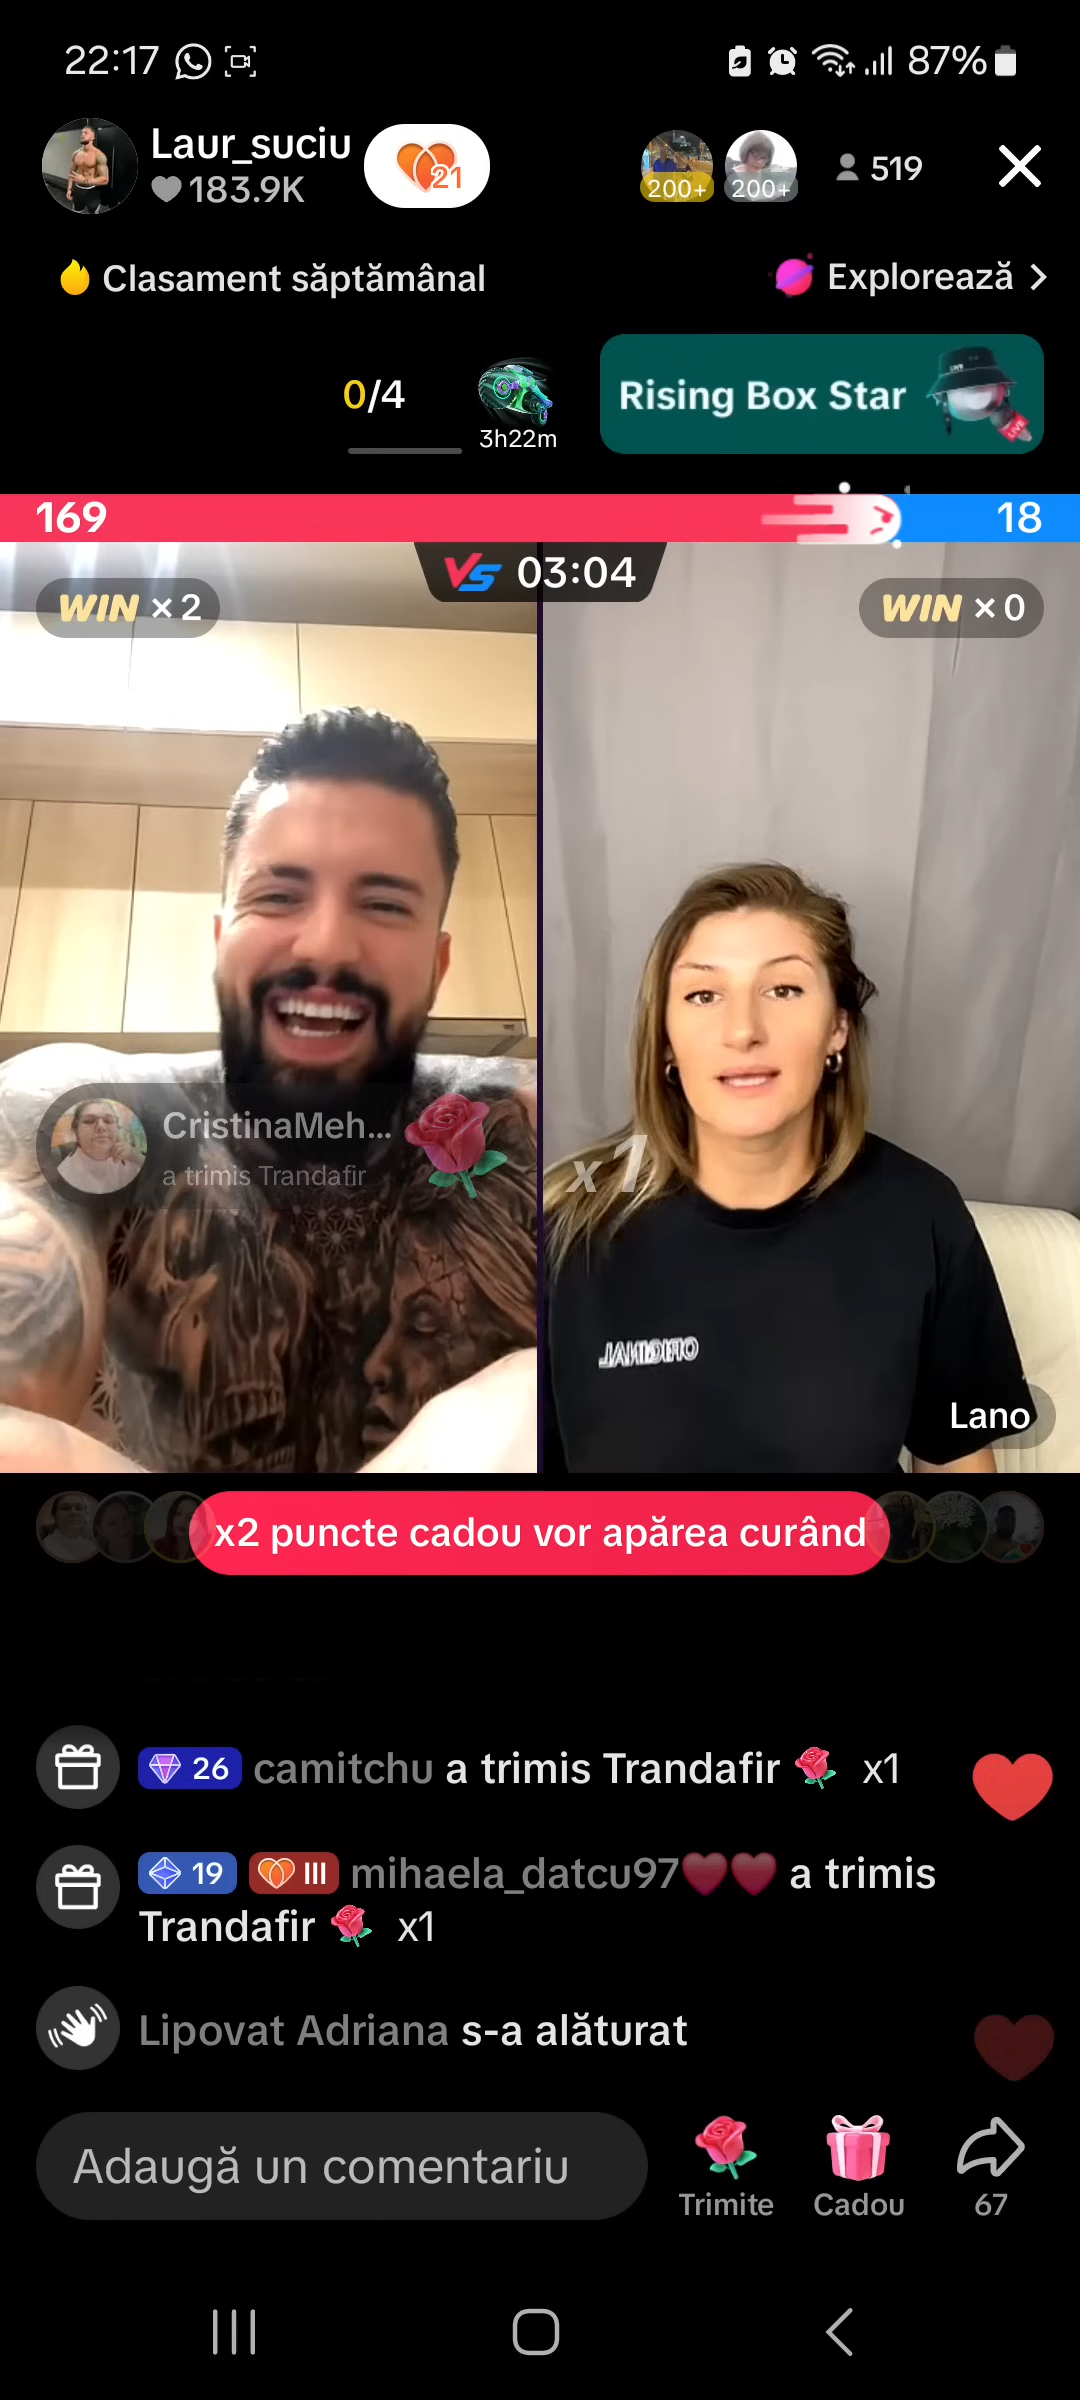 22:17 87%
Laur_suciu
183.9K
21
200+ 200+ 519
Clasament săptămânal
Explorează
0/4
3h22m
Rising Box Star
LIVE
169 18
VS 03:04
WIN ×2
WIN ×0
CristinaMeh...
a trimis Trandafir
x1
ORIGINAL
Lano
x2 puncte cadou vor apărea curând
26 camitchu a trimis Trandafir x1
19 III mihaela_datcu97 a trimis
Trandafir x1
Lipovat Adriana s-a alăturat
Adaugă un comentariu
Trimite Cadou 67